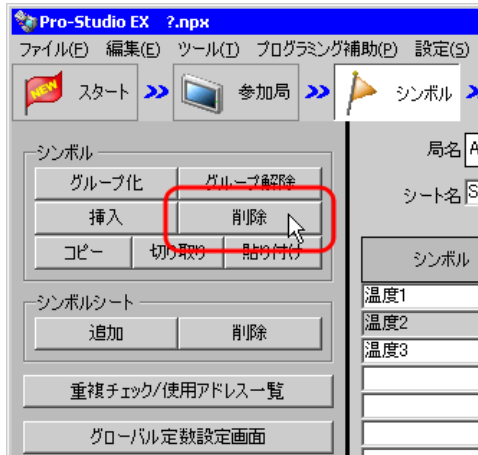 Pro-Studio EX ?.npx
ファイル(F) 編集(E) ツール(T) プログラミング補助(P) 設定(S)
NEW スタート 参加局 シンボル
シンボル
グループ化 グループ解除
挿入 削除
コピー 切り取り 貼り付け
シンボルシート
追加 削除
重複チェック/使用アドレス一覧
グローバル定数設定画面
局名 A
シート名 S
シンボル
温度1
温度2
温度3